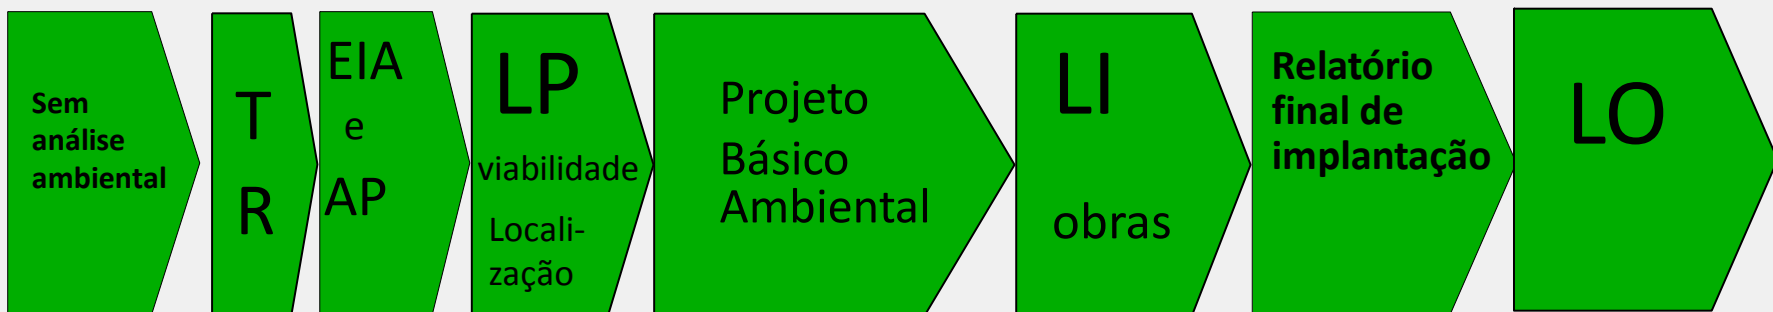 Sem
análise
ambiental
T
R
EIA
e
AP
LP
viabilidade
Locali-
zação
Projeto
Básico
Ambiental
LI
obras
Relatório
final de
implantação
LO